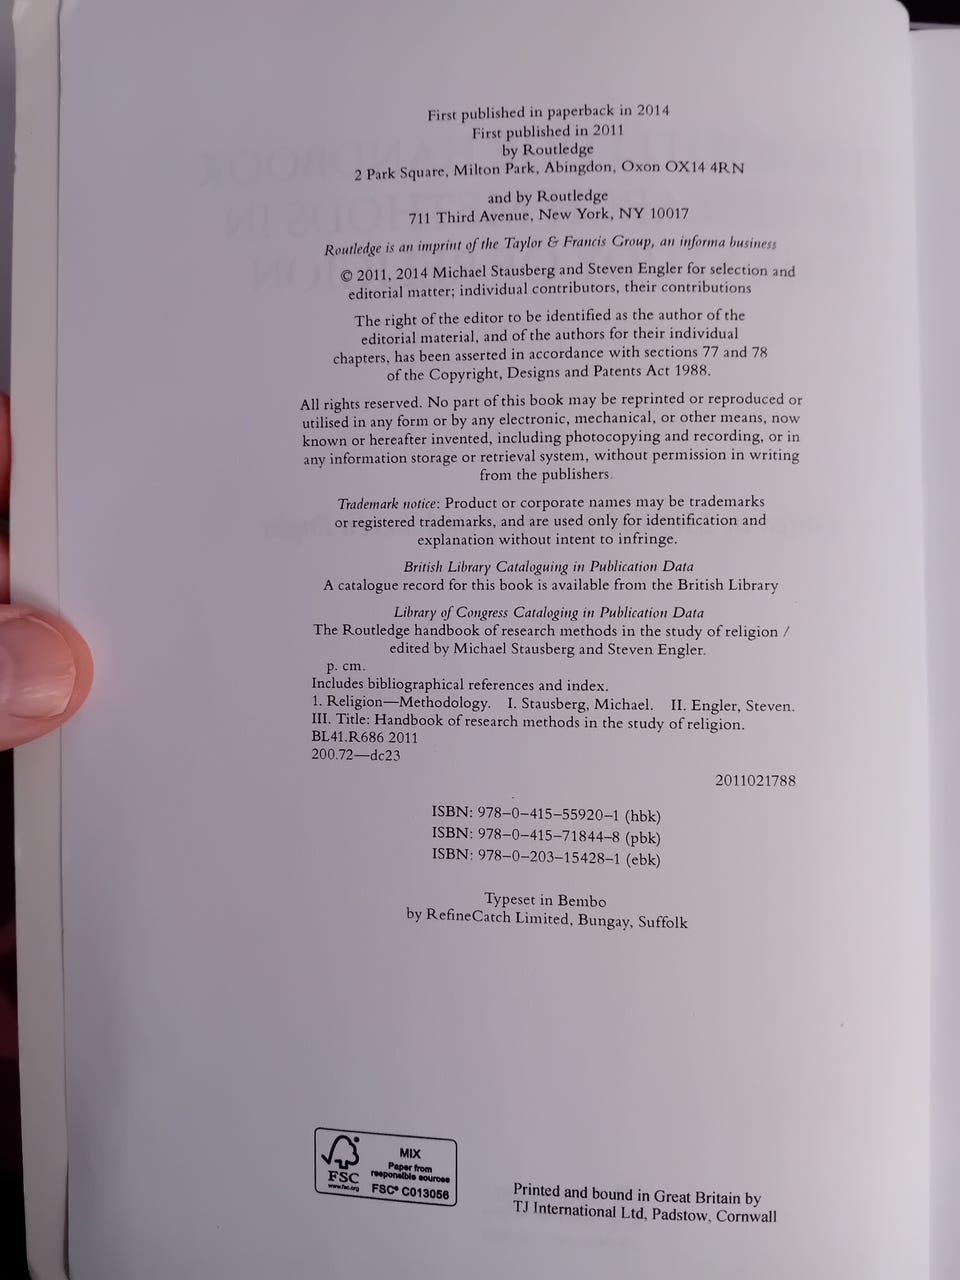 First published in paperback in 2014
First published in 2011
by Routledge
2 Park Square, Milton Park, Abingdon, Oxon OX14 4RN
and by Routledge
711 Third Avenue, New York, NY 10017
Routledge is an imprint of the Taylor & Francis Group, an informa business
© 2011, 2014 Michael Stausberg and Steven Engler for selection and
editorial matter; individual contributors, their contributions
The right of the editor to be identified as the author of the
editorial material, and of the authors for their individual
chapters, has been asserted in accordance with sections 77 and 78
of the Copyright, Designs and Patents Act 1988.
All rights reserved. No part of this book may be reprinted or reproduced or
utilised in any form or by any electronic, mechanical, or other means, now
known or hereafter invented, including photocopying and recording, or in
any information storage or retrieval system, without permission in writing
from the publishers.
Trademark notice: Product or corporate names may be trademarks
or registered trademarks, and are used only for identification and
explanation without intent to infringe.
British Library Cataloguing in Publication Data
A catalogue record for this book is available from the British Library
Library of Congress Cataloging in Publication Data
The Routledge handbook of research methods in the study of religion /
edited by Michael Stausberg and Steven Engler.
p. cm.
Includes bibliographical references and index.
1. Religion—Methodology. I. Stausberg, Michael. II. Engler, Steven.
III. Title: Handbook of research methods in the study of religion.
BL41.R686 2011
200.72—dc23
2011021788
ISBN: 978–0–415–55920–1 (hbk)
ISBN: 978–0–415–71844–8 (pbk)
ISBN: 978–0–203–15428–1 (ebk)
Typeset in Bembo
by RefineCatch Limited, Bungay, Suffolk
FSC
www.fsc.org
MIX
Paper from
responsible sources
FSC® C013056
Printed and bound in Great Britain by
TJ International Ltd, Padstow, Cornwall